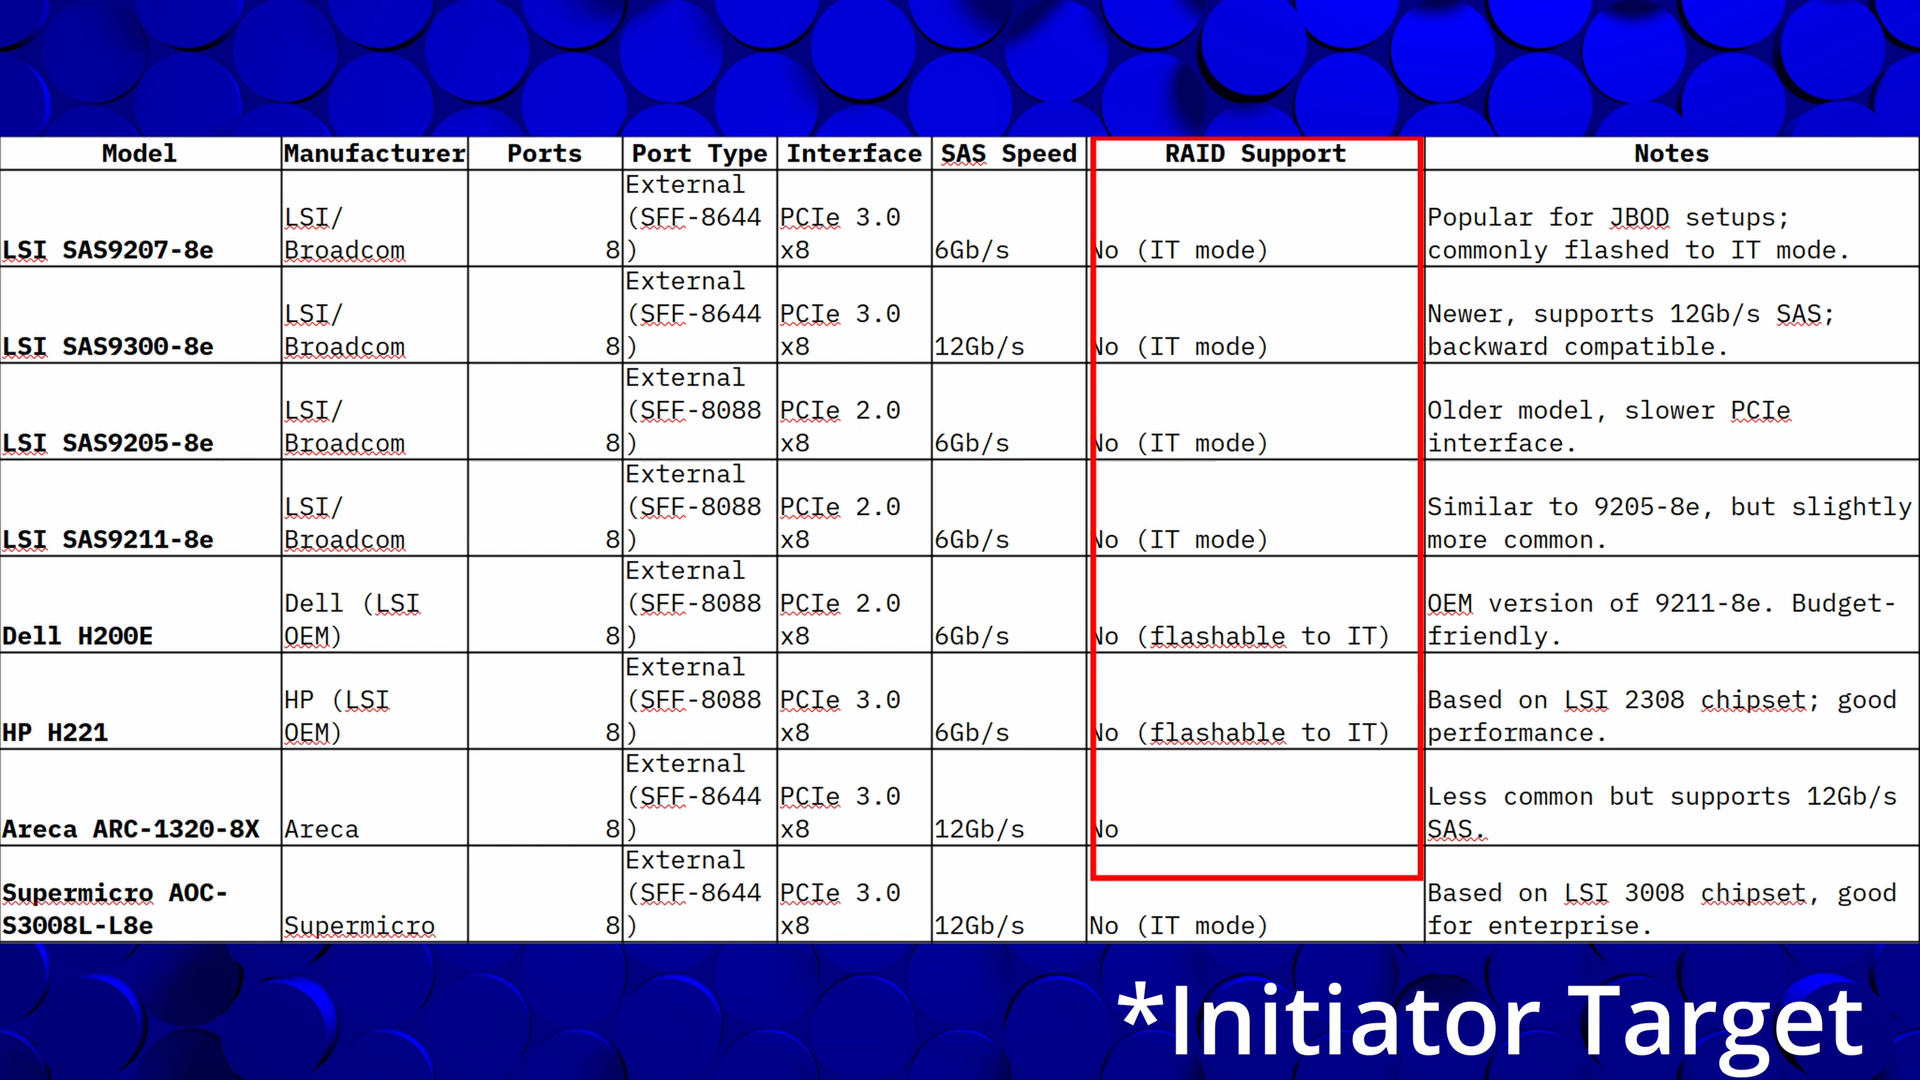 Model Manufacturer Ports Port Type Interface SAS Speed RAID Support Notes
LSI SAS9207-8e LSI/ Broadcom 8 External (SFF-8644 ) PCIe 3.0 x8 6Gb/s No (IT mode) Popular for JBOD setups; commonly flashed to IT mode.
LSI SAS9300-8e LSI/ Broadcom 8 External (SFF-8644 ) PCIe 3.0 x8 12Gb/s No (IT mode) Newer, supports 12Gb/s SAS; backward compatible.
LSI SAS9205-8e LSI/ Broadcom 8 External (SFF-8088 ) PCIe 2.0 x8 6Gb/s No (IT mode) Older model, slower PCIe interface.
LSI SAS9211-8e LSI/ Broadcom 8 External (SFF-8088 ) PCIe 2.0 x8 6Gb/s No (IT mode) Similar to 9205-8e, but slightly more common.
Dell H200E Dell (LSI OEM) 8 External (SFF-8088 ) PCIe 2.0 x8 6Gb/s No (flashable to IT) OEM version of 9211-8e. Budget-friendly.
HP H221 HP (LSI OEM) 8 External (SFF-8088 ) PCIe 3.0 x8 6Gb/s No (flashable to IT) Based on LSI 2308 chipset; good performance.
Areca ARC-1320-8X Areca 8 External (SFF-8644 ) PCIe 3.0 x8 12Gb/s No Less common but supports 12Gb/s SAS.
Supermicro AOC-S3008L-L8e Supermicro 8 External (SFF-8644 ) PCIe 3.0 x8 12Gb/s No (IT mode) Based on LSI 3008 chipset, good for enterprise.
*Initiator Target